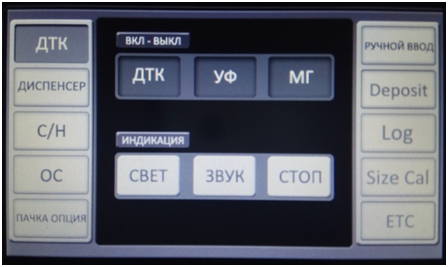 ДТК
ДИСПЕНСЕР
С/Н
ОС
ПАЧКА ОПЦИЯ
ВКЛ - ВЫКЛ
ДТК УФ МГ
ИНДИКАЦИЯ
СВЕТ ЗВУК СТОП
РУЧНОЙ ВВОД
Deposit
Log
Size Cal
ETC